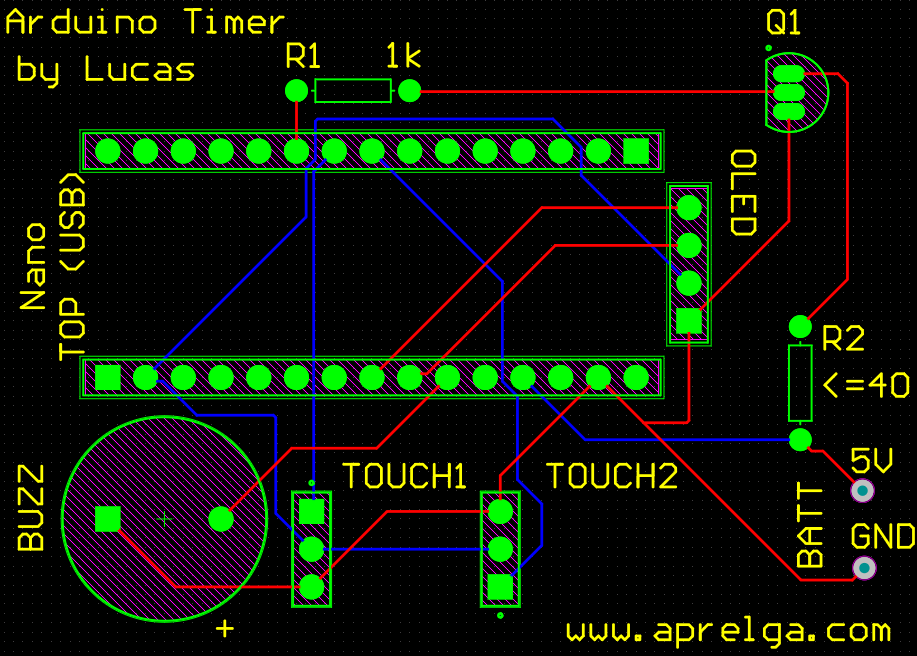 Arduino Timer
by Lucas
R1 1k
Q1
OLED
Nano
TOP (USB)
R2
<=40
TOUCH1
TOUCH2
5V
BUZZ
BATT
GND
+
www.aprelga.com